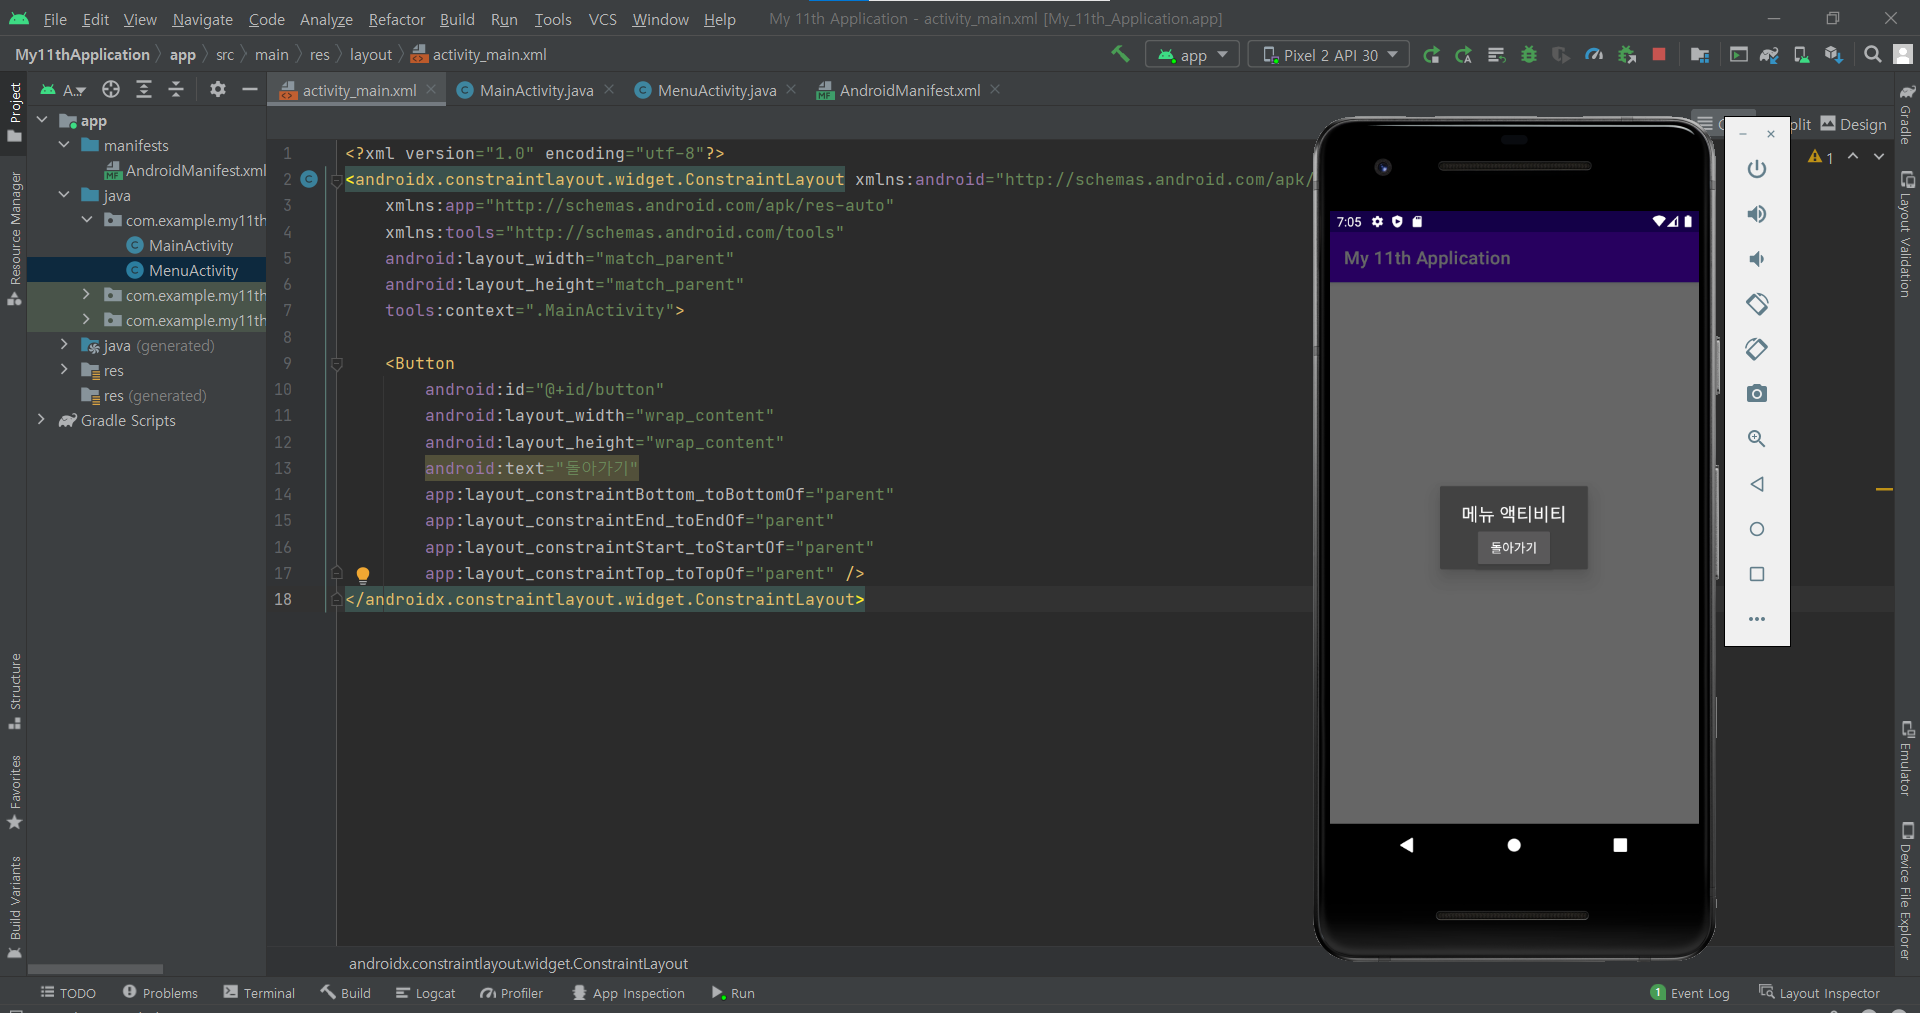 File Edit View Navigate Code Analyze Refactor Build Run Tools VCS Window Help My 11th Application - activity_main.xml [My_11th_Application.app]
My11thApplication app src main res layout activity_main.xml app Pixel 2 API 30
Project
Resource Manager
Structure
Favorites
Build Variants
A..
app
manifests
AndroidManifest.xml
java
com.example.my11th
MainActivity
MenuActivity
com.example.my11th
com.example.my11th
java (generated)
res
res (generated)
Gradle Scripts
activity_main.xml MainActivity.java MenuActivity.java AndroidManifest.xml
plit Design
1
1 <?xml version="1.0" encoding="utf-8"?>
2 <androidx.constraintlayout.widget.ConstraintLayout xmlns:android="http://schemas.android.com/apk/
3 xmlns:app="http://schemas.android.com/apk/res-auto"
4 xmlns:tools="http://schemas.android.com/tools"
5 android:layout_width="match_parent"
6 android:layout_height="match_parent"
7 tools:context=".MainActivity">
8
9 <Button
10 android:id="@+id/button"
11 android:layout_width="wrap_content"
12 android:layout_height="wrap_content"
13 android:text="돌아가기"
14 app:layout_constraintBottom_toBottomOf="parent"
15 app:layout_constraintEnd_toEndOf="parent"
16 app:layout_constraintStart_toStartOf="parent"
17 app:layout_constraintTop_toTopOf="parent" />
18 </androidx.constraintlayout.widget.ConstraintLayout>
androidx.constraintlayout.widget.ConstraintLayout
7:05
My 11th Application
메뉴 액티비티
돌아가기
Gradle
Layout Validation
Emulator
Device File Explorer
TODO Problems Terminal Build Logcat Profiler App Inspection Run 1 Event Log Layout Inspector